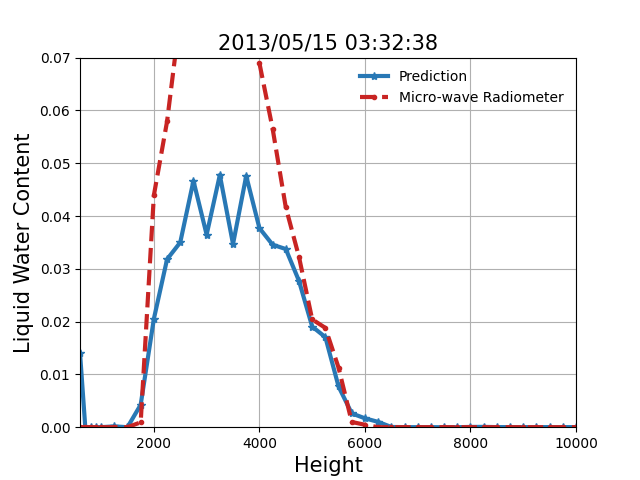 2013/05/15 03:32:38
Prediction
Micro-wave Radiometer
Liquid Water Content
0.07
0.06
0.05
0.04
0.03
0.02
0.01
0.00
2000 4000 6000 8000 10000
Height